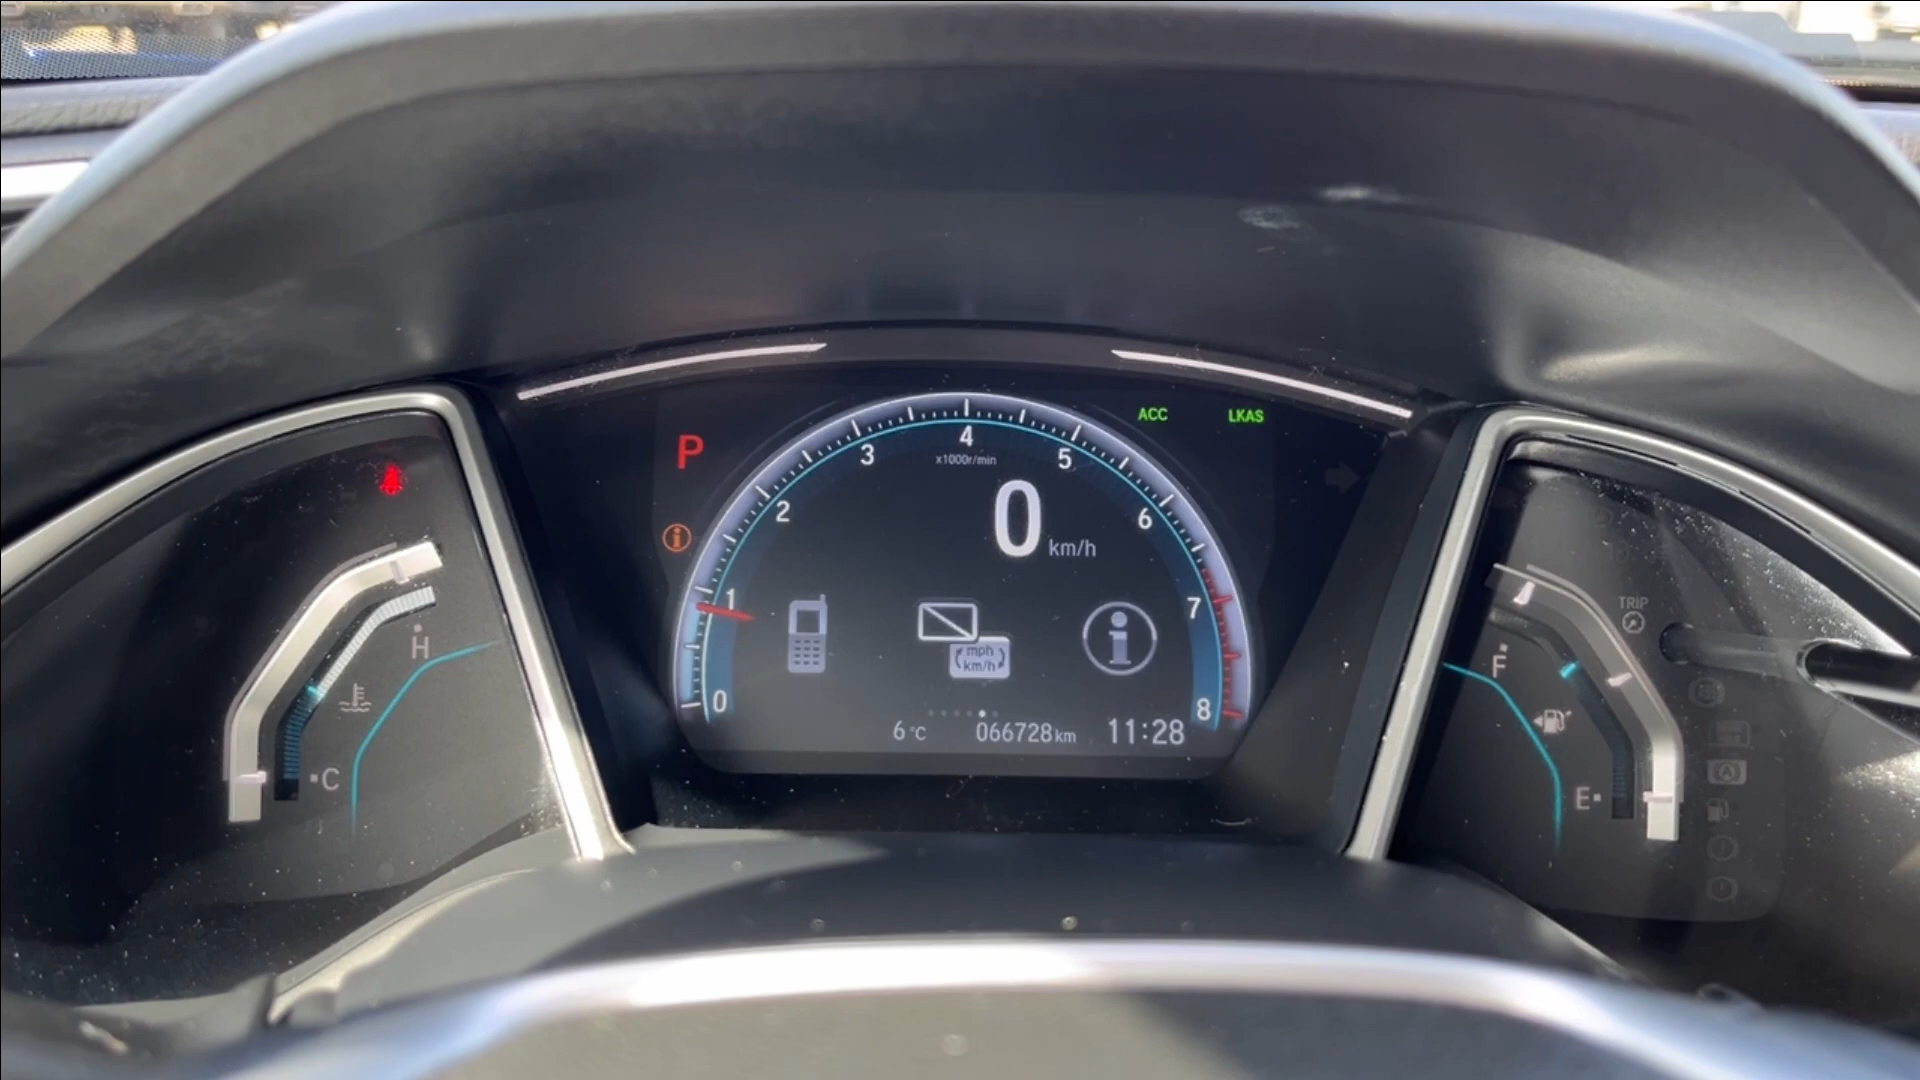 ACC LKAS
P
4
3 5
x1000r/min
2 6
0 km/h
1 7
mph
km/h
0 8
6°C 066728km 11:28
H
C
TRIP
F
E